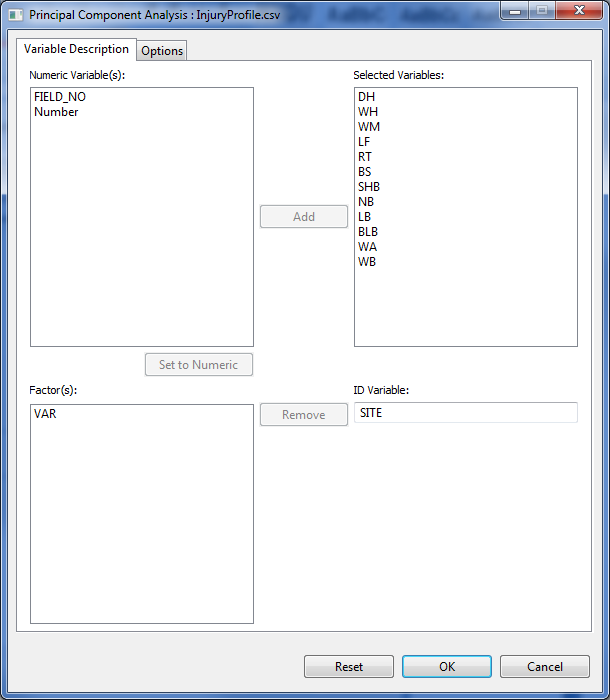 Principal Component Analysis : InjuryProfile.csv
Variable Description
Options
Numeric Variable(s):
FIELD_NO
Number
Add
Selected Variables:
DH
WH
WM
LF
RT
BS
SHB
NB
LB
BLB
WA
WB
Set to Numeric
Factor(s):
VAR
Remove
ID Variable:
SITE
Reset
OK
Cancel